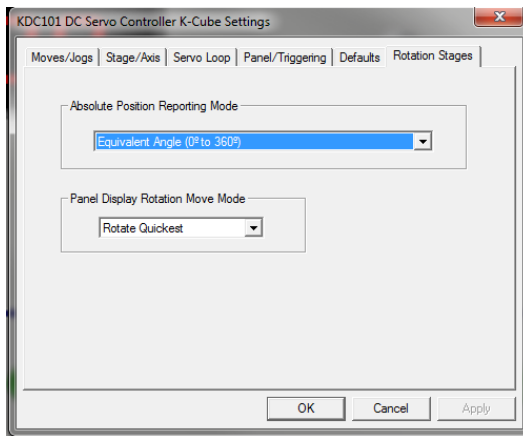 KDC101 DC Servo Controller K-Cube Settings
Moves/Jogs Stage/Axis Servo Loop Panel/Triggering Defaults Rotation Stages
Absolute Position Reporting Mode
Equivalent Angle (0º to 360º)
Panel Display Rotation Move Mode
Rotate Quickest
OK Cancel Apply